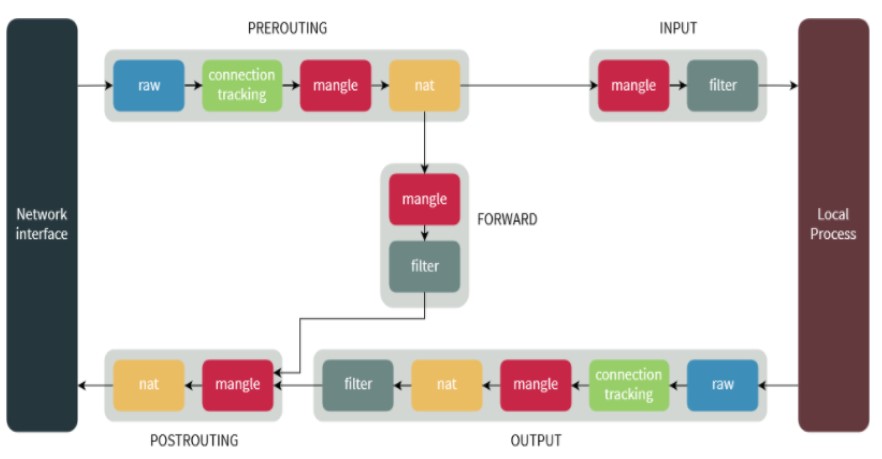 PREROUTING
INPUT
raw
connection
tracking
mangle
nat
mangle
filter
Network
interface
mangle
FORWARD
filter
Local
Process
nat
mangle
filter
nat
mangle
connection
tracking
raw
POSTROUTING
OUTPUT